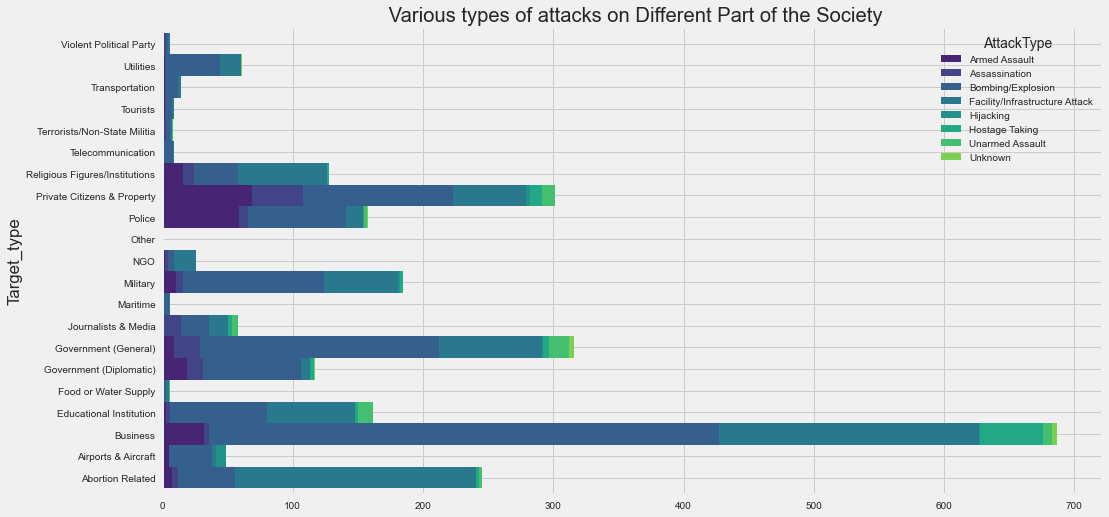 Various types of attacks on Different Part of the Society
AttackType
Armed Assault
Assassination
Bombing/Explosion
Facility/Infrastructure Attack
Hijacking
Hostage Taking
Unarmed Assault
Unknown
Target_type
Violent Political Party
Utilities
Transportation
Tourists
Terrorists/Non-State Militia
Telecommunication
Religious Figures/Institutions
Private Citizens & Property
Police
Other
NGO
Military
Maritime
Journalists & Media
Government (General)
Government (Diplomatic)
Food or Water Supply
Educational Institution
Business
Airports & Aircraft
Abortion Related
0 100 200 300 400 500 600 700